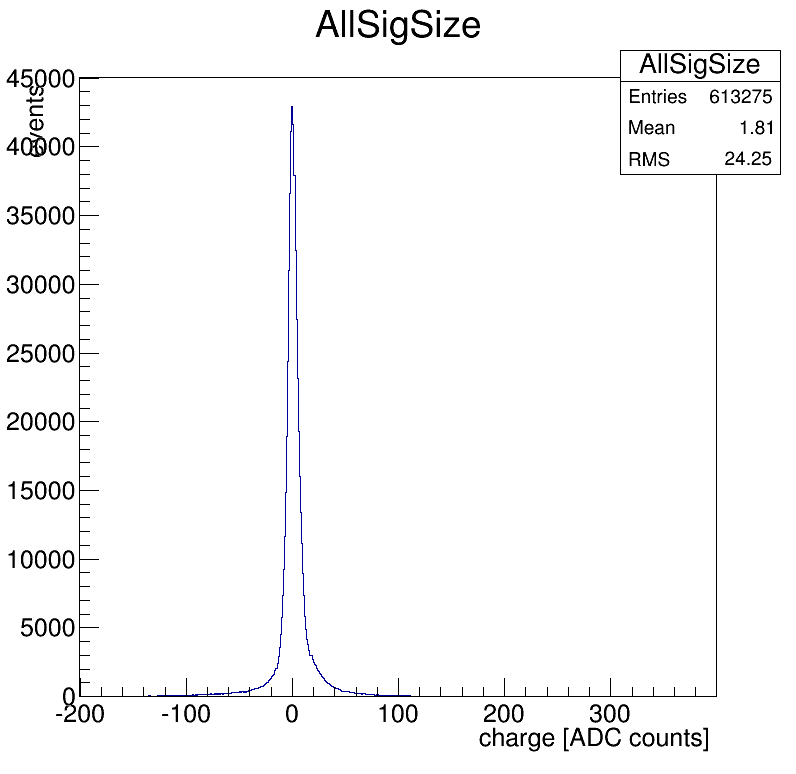 AllSigSize
AllSigSize
Entries 613275
Mean 1.81
RMS 24.25
events
45000
40000
35000
30000
25000
20000
15000
10000
5000
0
-200 -100 0 100 200 300
charge [ADC counts]